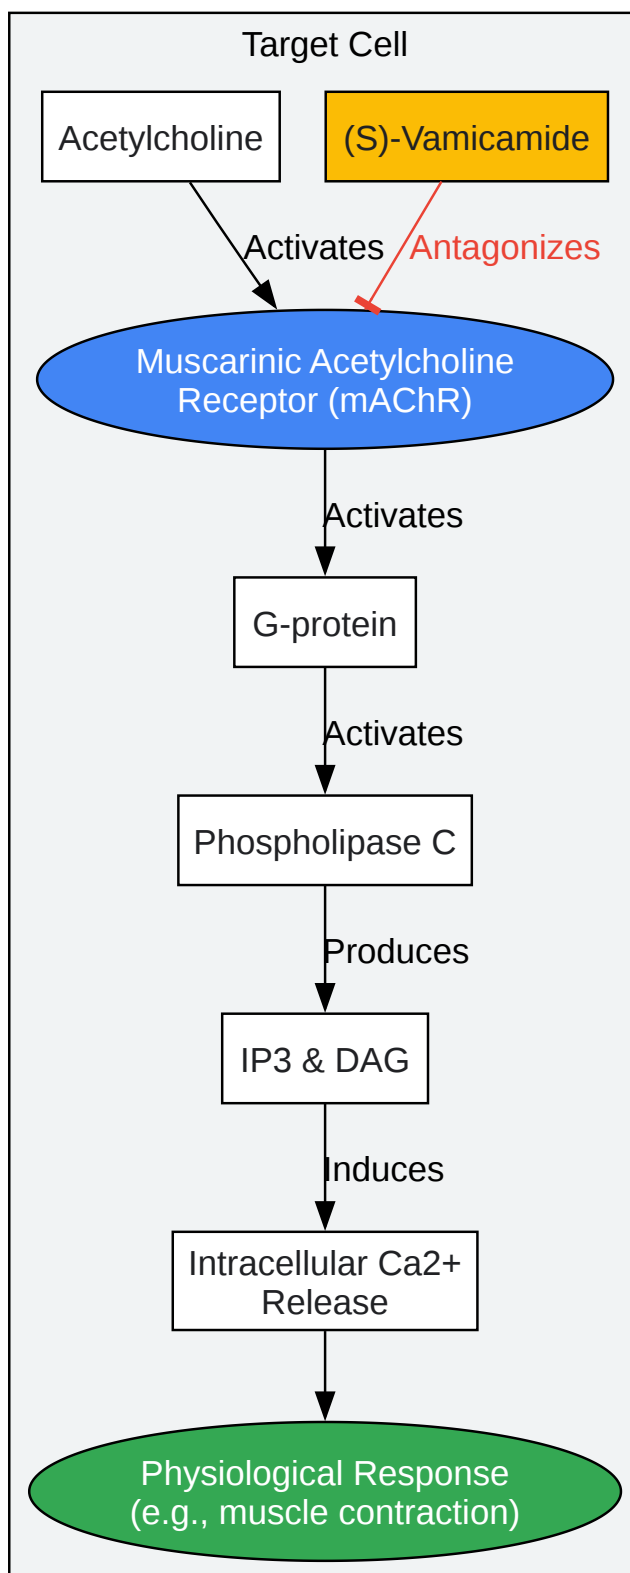 Target Cell
Acetylcholine
(S)-Vamicamide
Activates
Antagonizes
Muscarinic Acetylcholine
Receptor (mAChR)
Activates
G-protein
Activates
Phospholipase C
Produces
IP3 & DAG
Induces
Intracellular Ca2+
Release
Physiological Response
(e.g., muscle contraction)